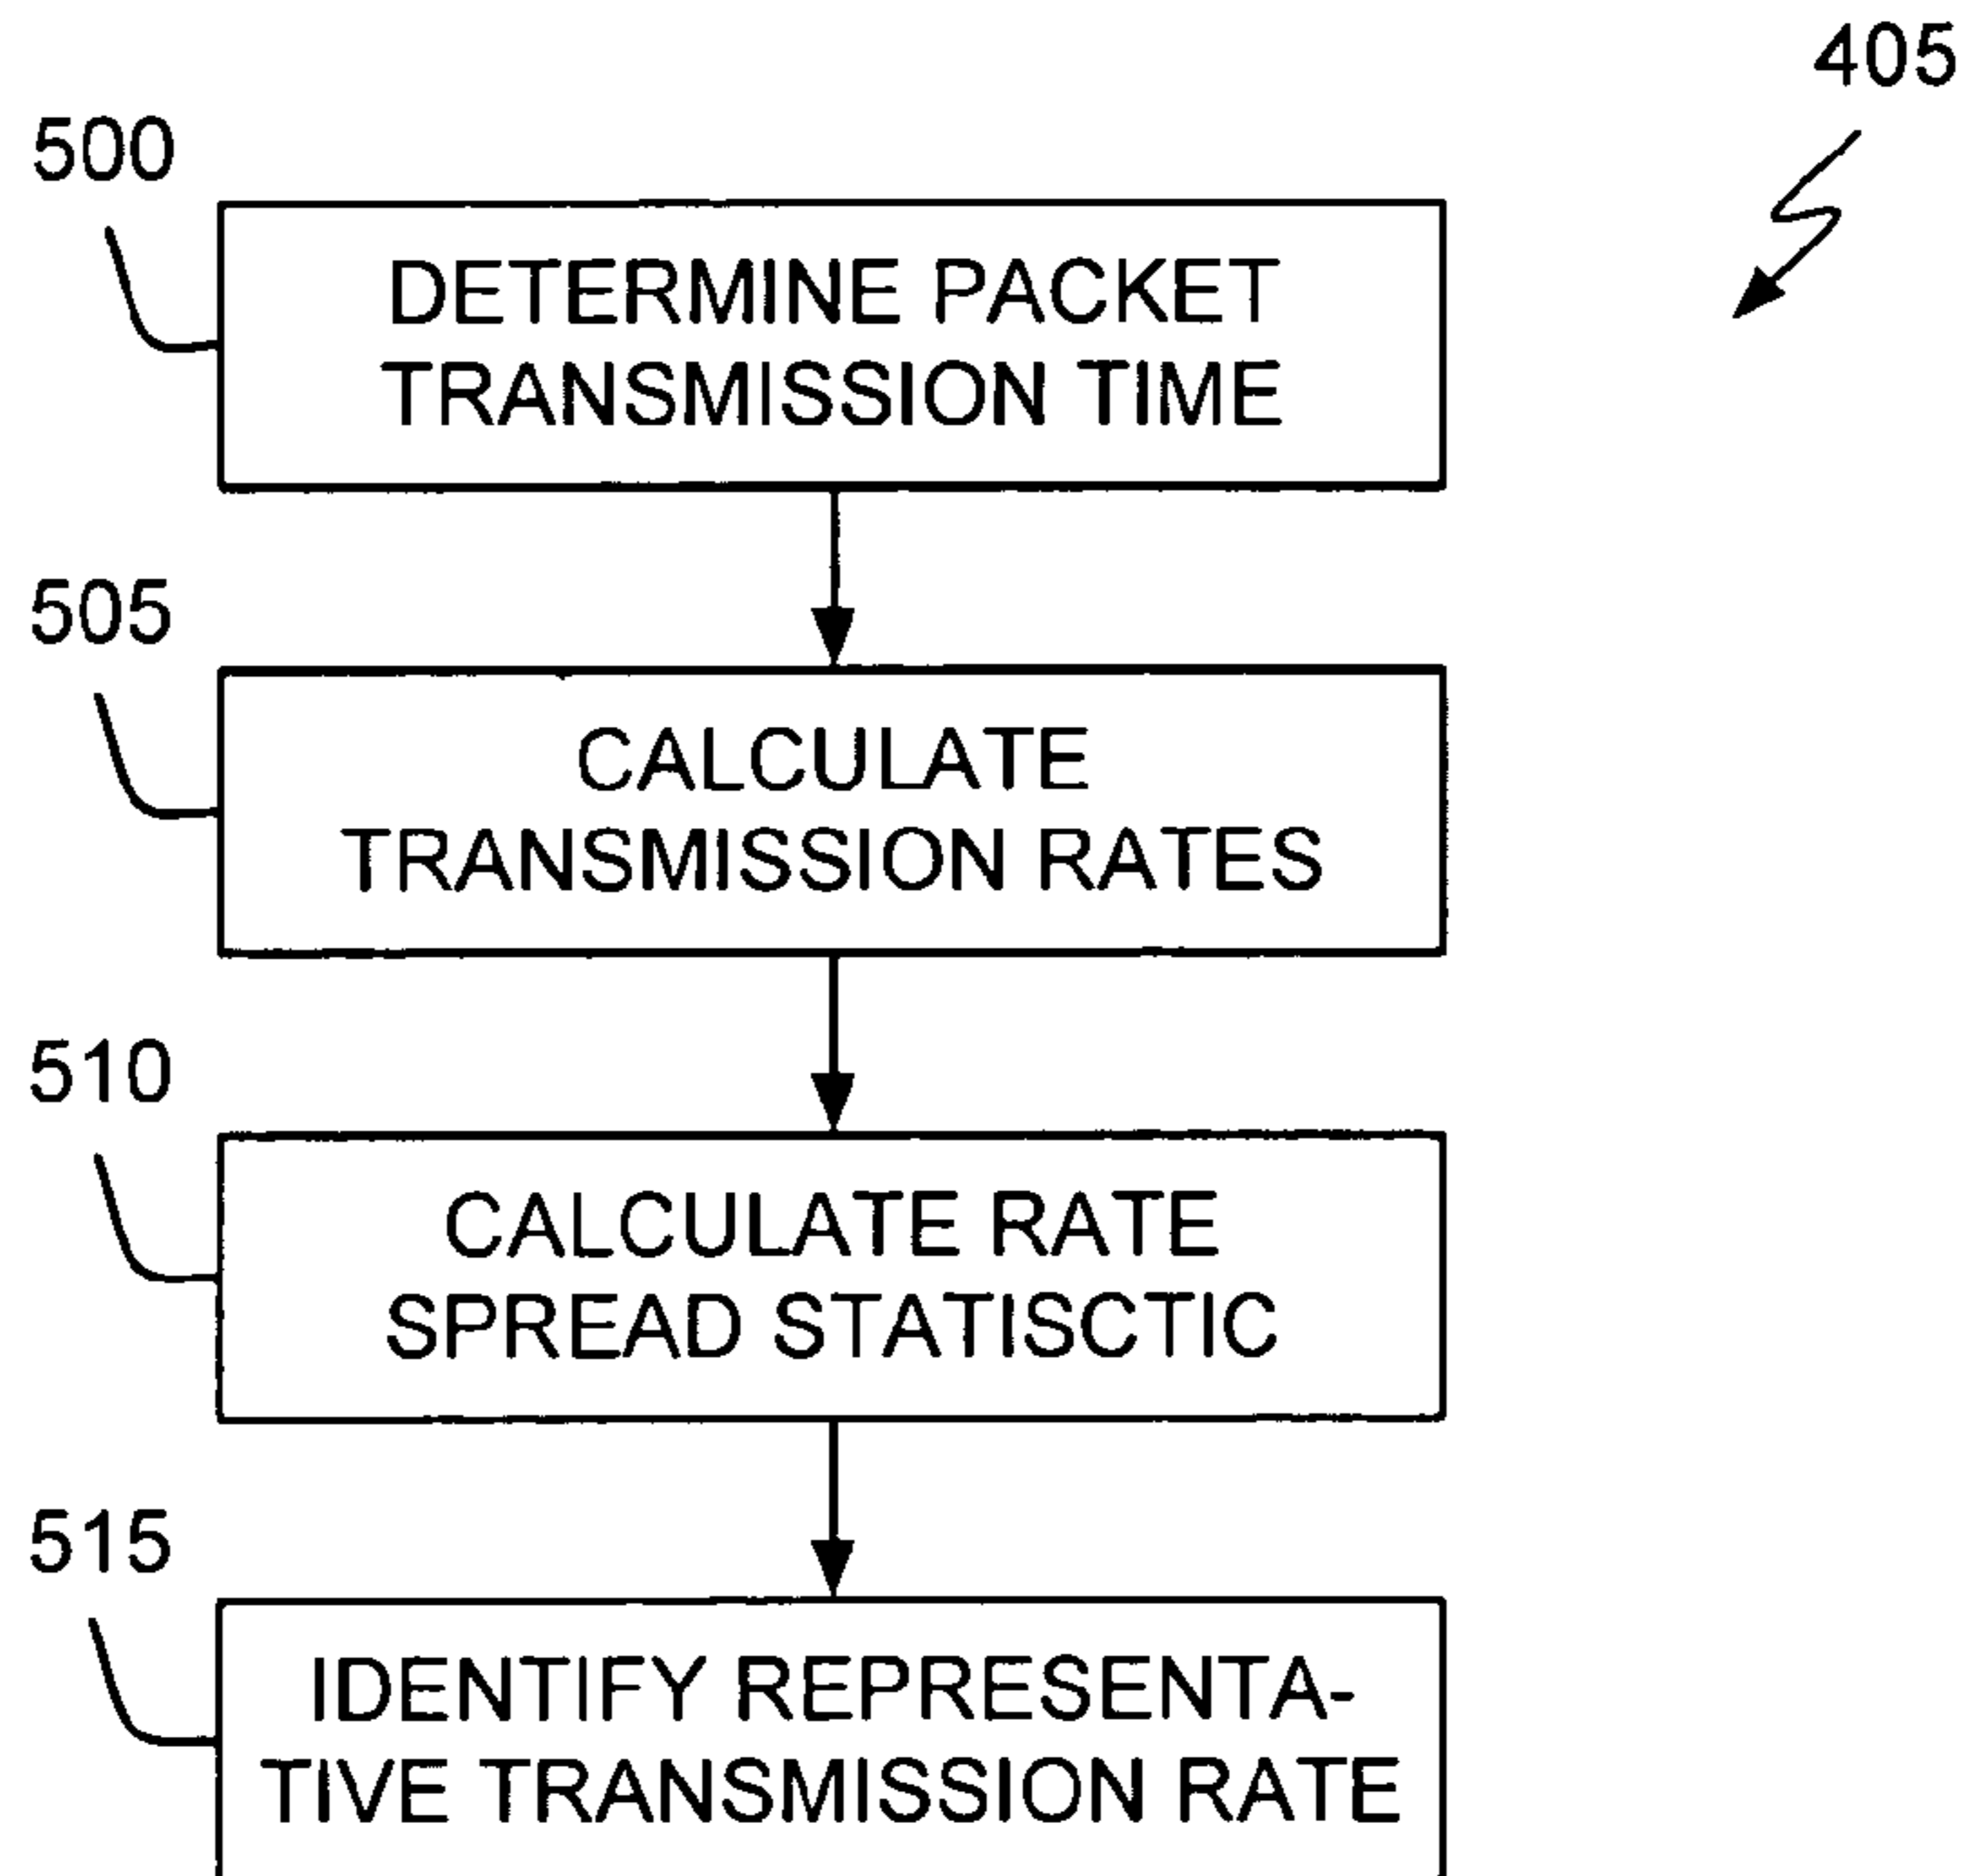 405
500
DETERMINE PACKET
TRANSMISSION TIME
505
CALCULATE
TRANSMISSION RATES
510
CALCULATE RATE
SPREAD STATISCTIC
515
IDENTIFY REPRESENTA-
TIVE TRANSMISSION RATE